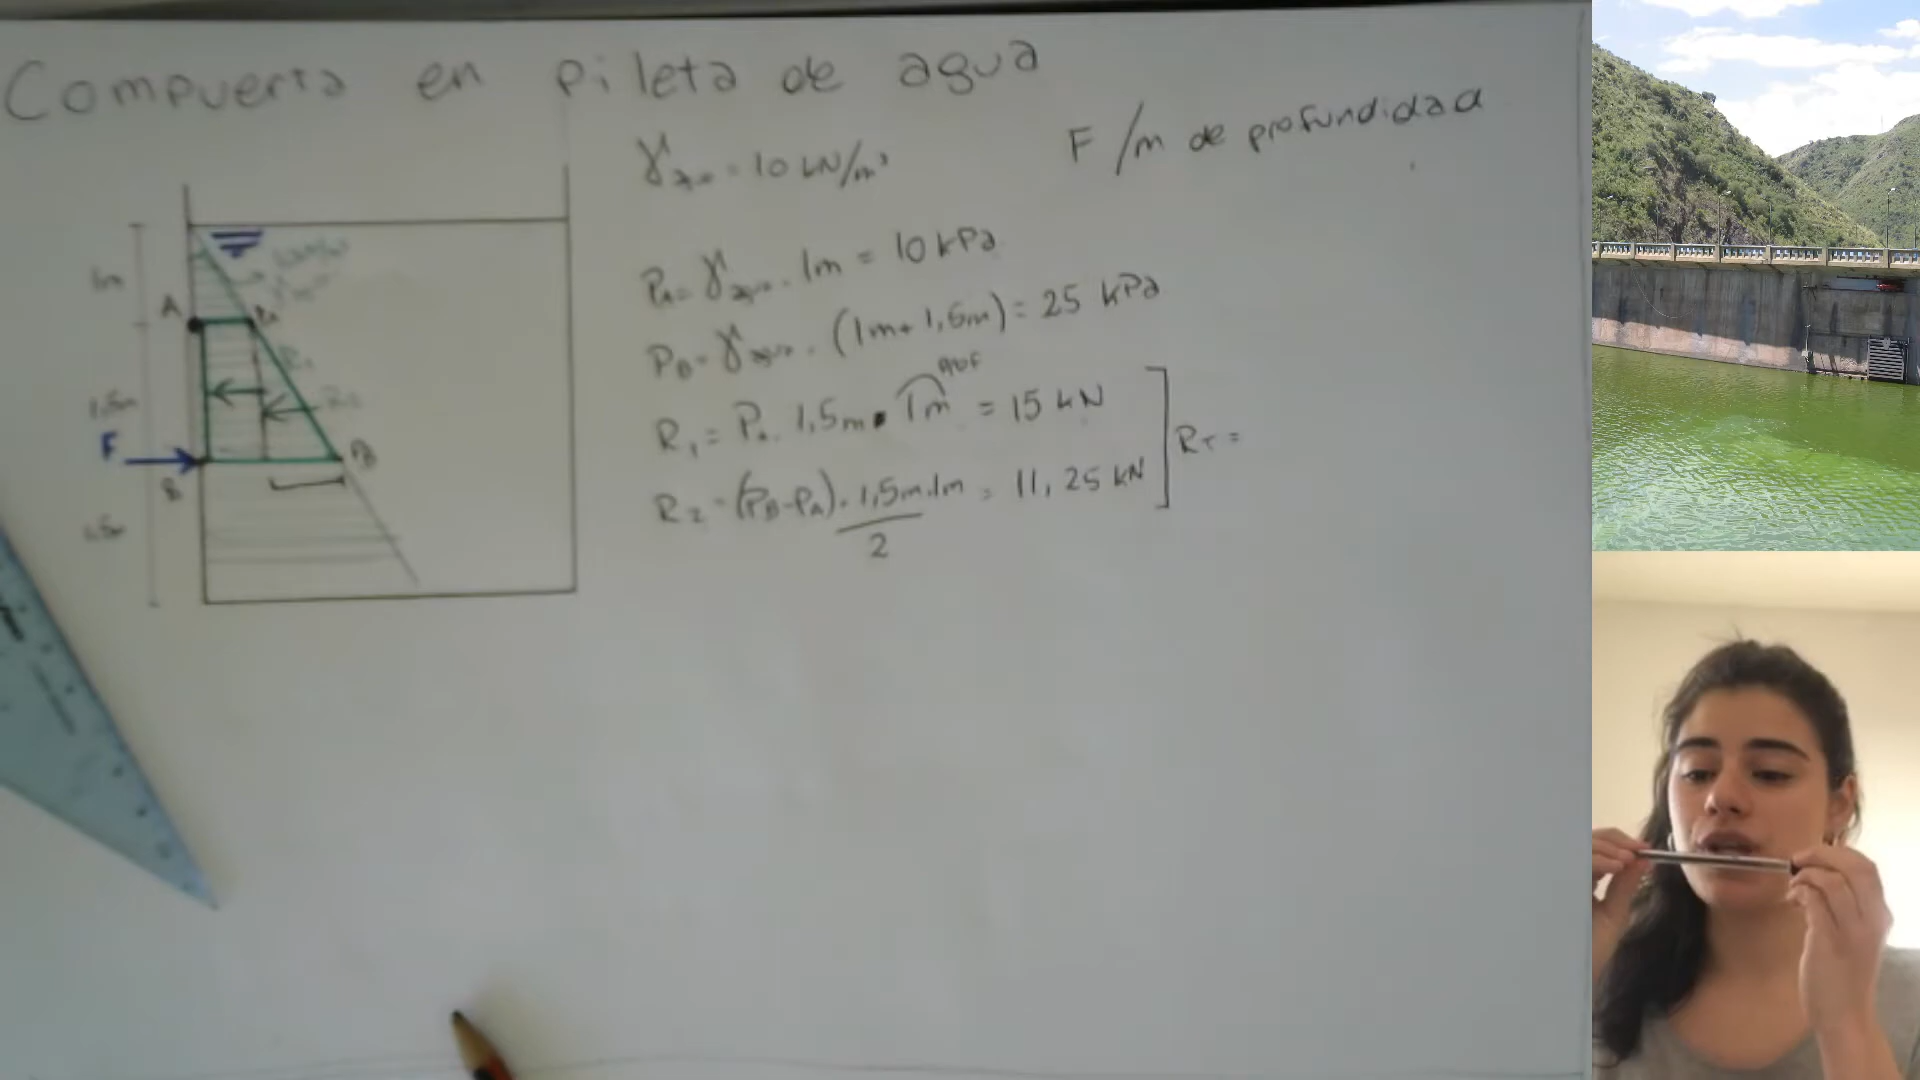 Compuerta en pileta de agua
γagua = 10 kN/m³
F /m de profundidad
PA = γagua . 1m = 10 kPa
PB = γagua . (1m + 1,5m) = 25 kPa
prof
R1 = PA . 1,5m . 1m = 15 kN
R2 = (PB-PA) . 1,5m . 1m = 11,25 kN
2
RT =
1m
A
PA
R1
1,5m
R2
F
B
PB
1,5m